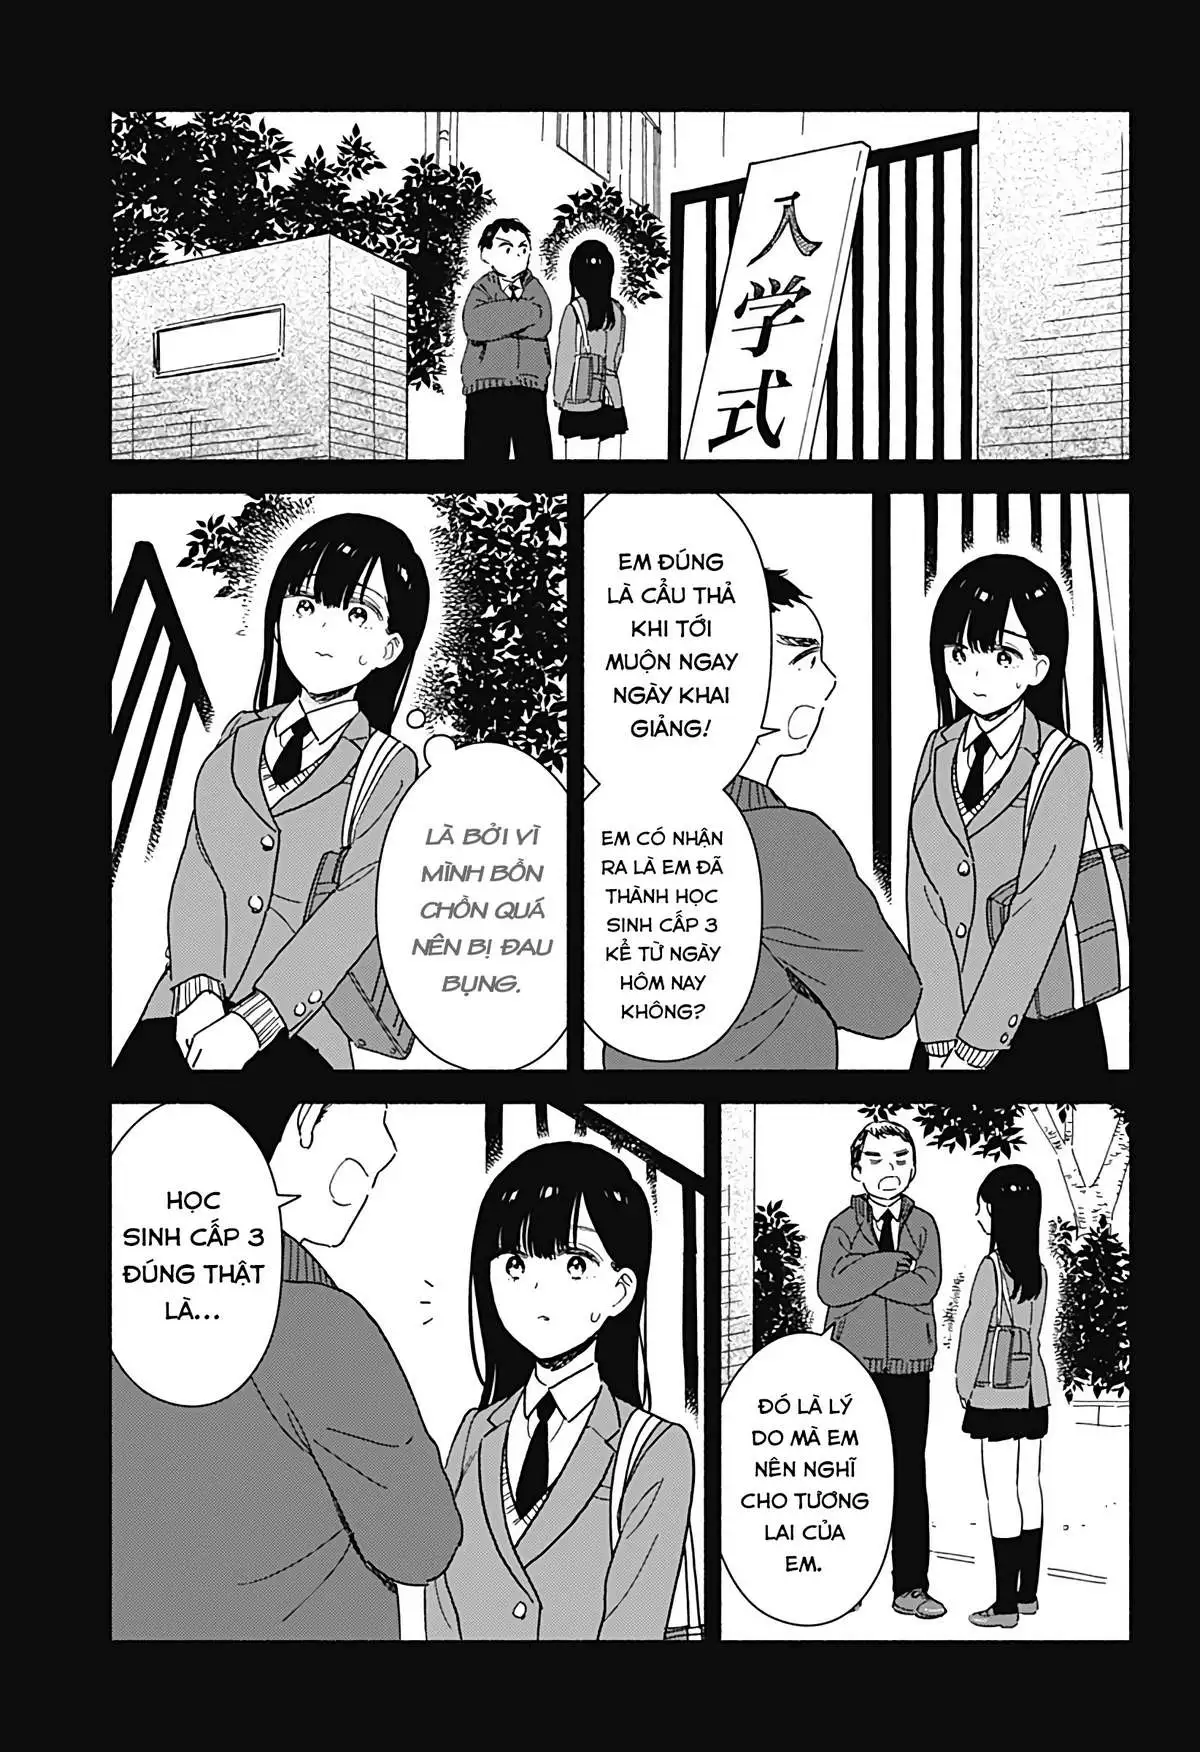 入学式
EM ĐÚNG
LÀ CẨU THẢ
KHI TỚI
MUỘN NGAY
NGÀY KHAI
GIẢNG!
EM CÓ NHẬN
RA LÀ EM ĐÃ
THÀNH HỌC
SINH CẤP 3
KỂ TỪ NGÀY
HÔM NAY
KHÔNG?
LÀ BỞI VÌ
MÌNH BỒN
CHỒN QUÁ
NÊN BỊ ĐAU
BỤNG.
ĐÓ LÀ LÝ
DO MÀ EM
NÊN NGHĨ
CHO TƯƠNG
LAI CỦA
EM.
HỌC
SINH CẤP 3
ĐÚNG THẬT
LÀ...